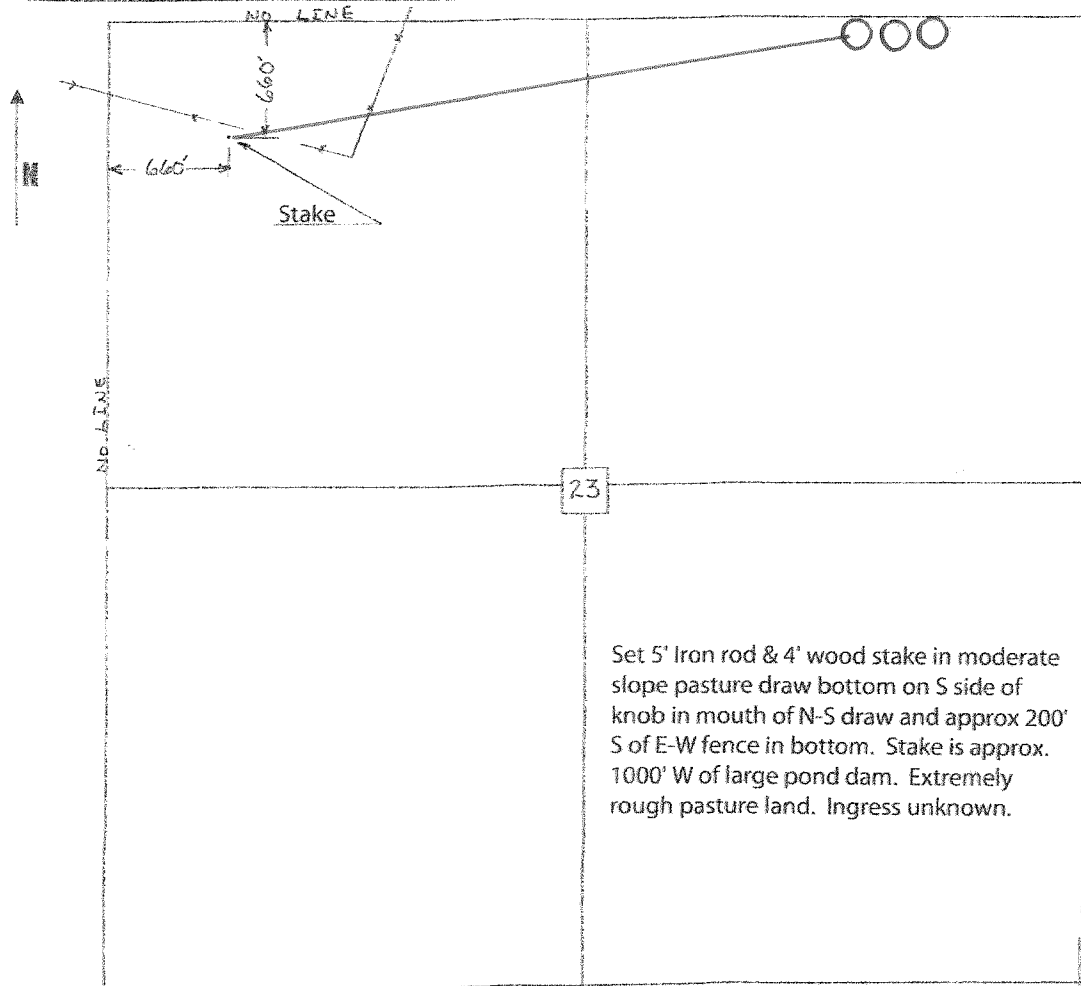 NO LINE
660'
N
660'
Stake
NO LINE
23
Set 5' Iron rod & 4' wood stake in moderate
slope pasture draw bottom on S side of
knob in mouth of N-S draw and approx 200'
S of E-W fence in bottom. Stake is approx.
1000' W of large pond dam. Extremely
rough pasture land. Ingress unknown.